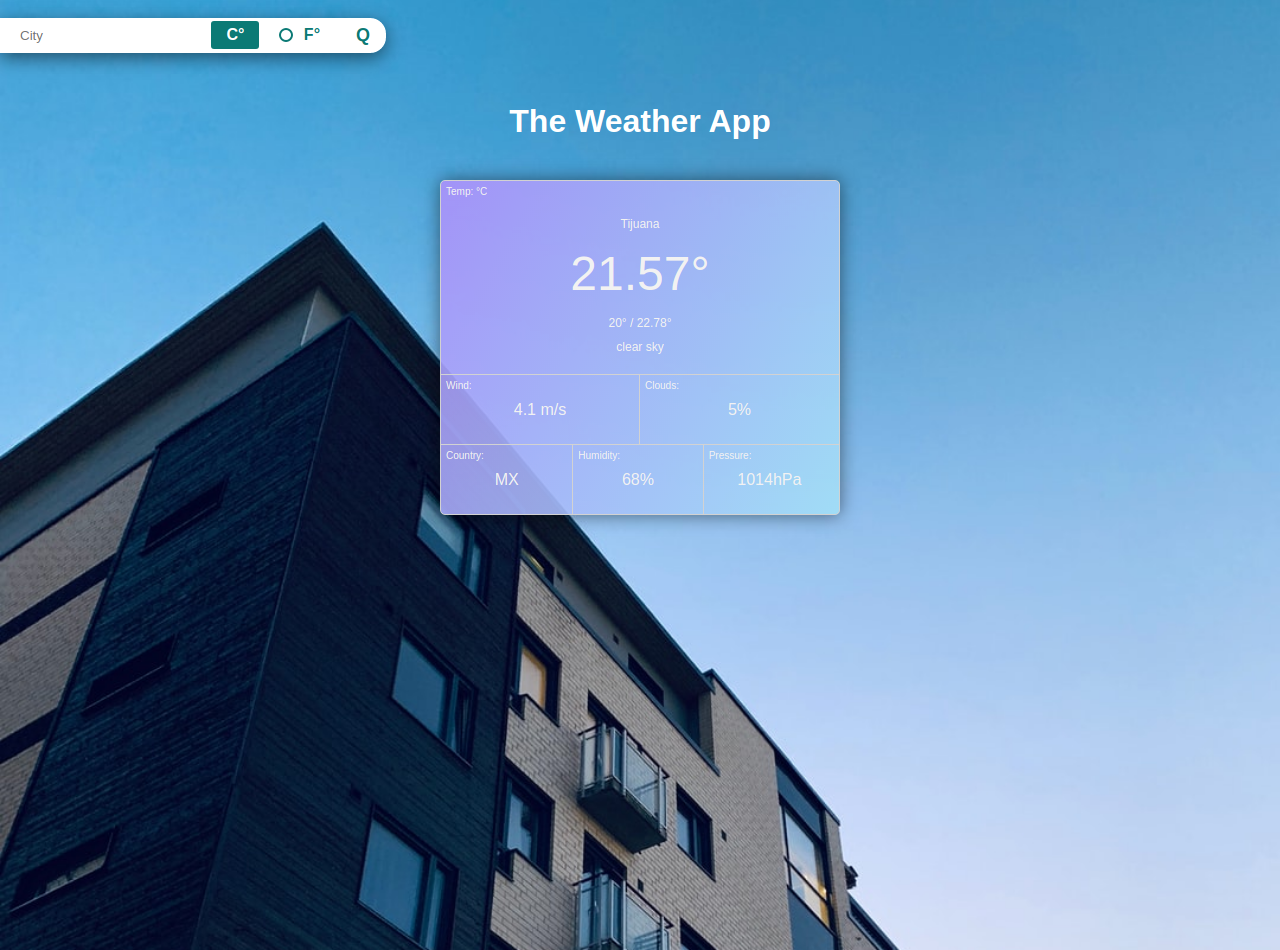 City C° F° Q
The Weather App
Temp: °C
Tijuana
21.57°
20° / 22.78°
clear sky
Wind: Clouds:
4.1 m/s 5%
Country: Humidity: Pressure:
MX 68% 1014hPa